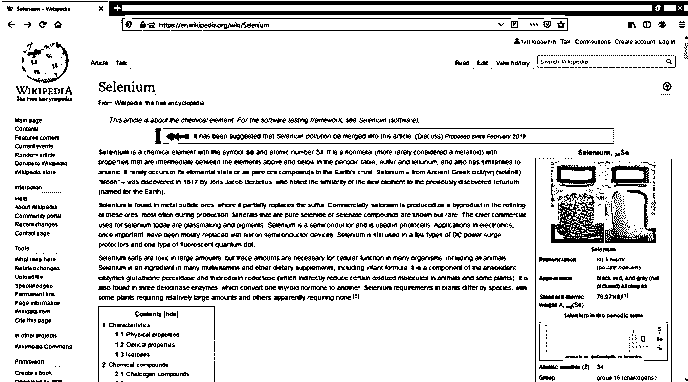 Selenium - Wikipedia
https://en.wikipedia.org/wiki/Selenium
Talk Contributions Create account Log in
Article Talk
Read Edit View history
Search Wikipedia
WIKIPEDIA
The Free Encyclopedia
Selenium
From Wikipedia, the free encyclopedia
This article is about the chemical element. For the software testing framework, see Selenium (software).
It has been suggested that Selenium pollution be merged into this article. (Discuss) Proposed since February 2019.
Selenium is a chemical element with the symbol Se and atomic number 34. It is a nonmetal (more rarely considered a metalloid) with
properties that are intermediate between the elements above and below in the periodic table, sulfur and tellurium, and also has similarities to
arsenic. It rarely occurs in its elemental state or as pure ore compounds in the Earth's crust. Selenium – from Ancient Greek
"Moon" – was discovered in 1817 by Jöns Jacob Berzelius, who noted the similarity of the new element to the previously discovered tellurium
(named for the Earth).
Selenium is found in metal sulfide ores, where it partially replaces the sulfur. Commercially, selenium is produced as a byproduct in the refining
of these ores, most often during production. Minerals that are pure selenide or selenate compounds are known but rare. The chief commercial
uses for selenium today are glassmaking and pigments. Selenium is a semiconductor and is used in photocells. Applications in electronics,
once important, have been mostly replaced with silicon semiconductor devices. Selenium is still used in a few types of DC power surge
protectors and one type of fluorescent quantum dot.
Selenium salts are toxic in large amounts, but trace amounts are necessary for cellular function in many organisms, including all animals.
Selenium is an ingredient in many multivitamins and other dietary supplements, including infant formula. It is a component of the antioxidant
enzymes glutathione peroxidase and thioredoxin reductase (which indirectly reduce certain oxidized molecules in animals and some plants). It is
also found in three deiodinase enzymes, which convert one thyroid hormone to another. Selenium requirements in plants differ by species, with
some plants requiring relatively large amounts and others apparently requiring none.
Contents [hide]
1 Characteristics
1.1 Physical properties
1.2 Optical properties
1.3 Isotopes
2 Chemical compounds
2.1 Chalcogen compounds
Main page
Contents
Featured content
Current events
Random article
Donate to Wikipedia
Wikipedia store
Interaction
Help
About Wikipedia
Community portal
Recent changes
Contact page
Tools
What links here
Related changes
Upload file
Special pages
Permanent link
Page information
Wikidata item
Cite this page
In other projects
Wikimedia Commons
Print/export
Create a book
Selenium, 34Se
Selenium
Pronunciation
Appearance
black, red, and gray (not
pictured) allotropes
Standard atomic
Selenium in the periodic table
Atomic number (Z) 34
Group group 16 (chalcogens)